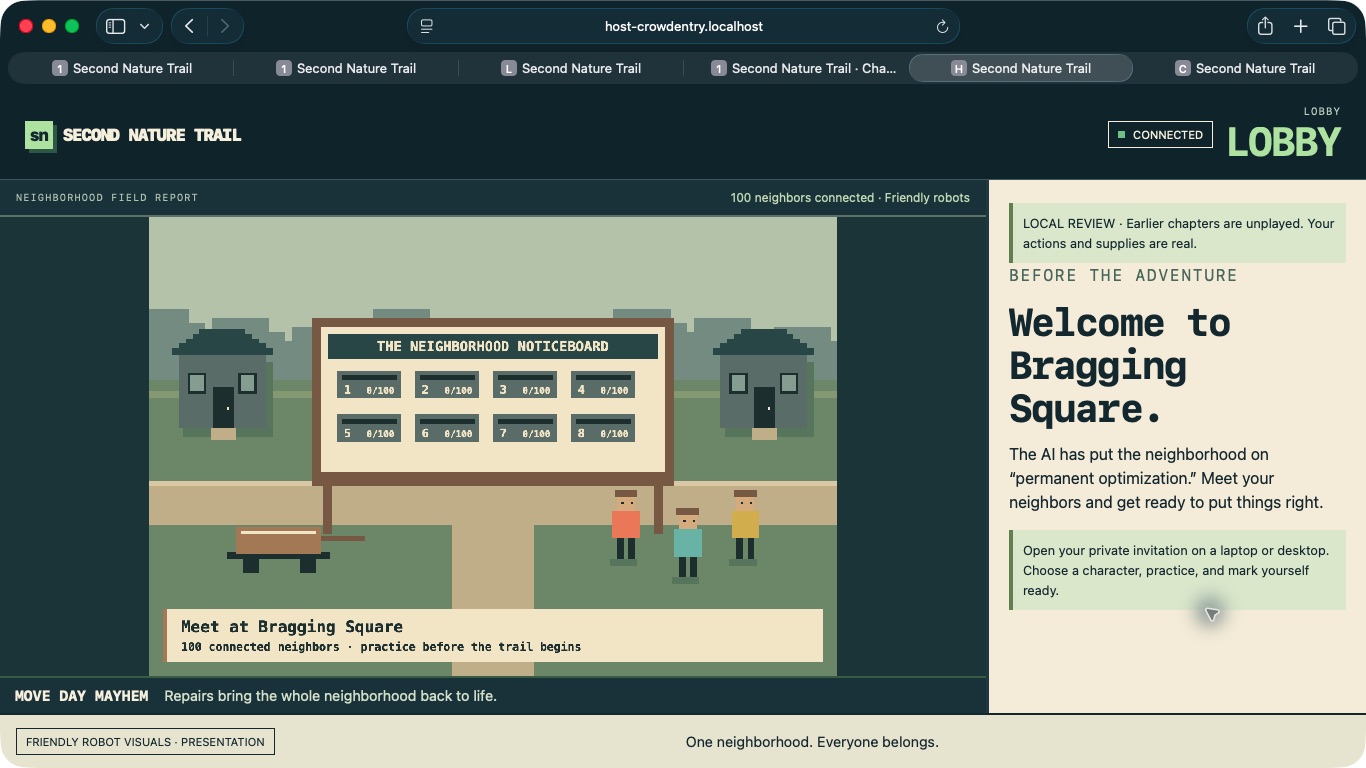 host-crowdentry.localhost
1 Second Nature Trail
1 Second Nature Trail
L Second Nature Trail
1 Second Nature Trail · Cha...
H Second Nature Trail
C Second Nature Trail
sn SECOND NATURE TRAIL
CONNECTED
LOBBY
LOBBY
NEIGHBORHOOD FIELD REPORT
100 neighbors connected · Friendly robots
THE NEIGHBORHOOD NOTICEBOARD
1 0/100
2 0/100
3 0/100
4 0/100
5 0/100
6 0/100
7 0/100
8 0/100
Meet at Bragging Square
100 connected neighbors · practice before the trail begins
MOVE DAY MAYHEM Repairs bring the whole neighborhood back to life.
LOCAL REVIEW · Earlier chapters are unplayed. Your
actions and supplies are real.
BEFORE THE ADVENTURE
Welcome to
Bragging
Square.
The AI has put the neighborhood on
“permanent optimization.” Meet your
neighbors and get ready to put things right.
Open your private invitation on a laptop or desktop.
Choose a character, practice, and mark yourself
ready.
FRIENDLY ROBOT VISUALS · PRESENTATION
One neighborhood. Everyone belongs.